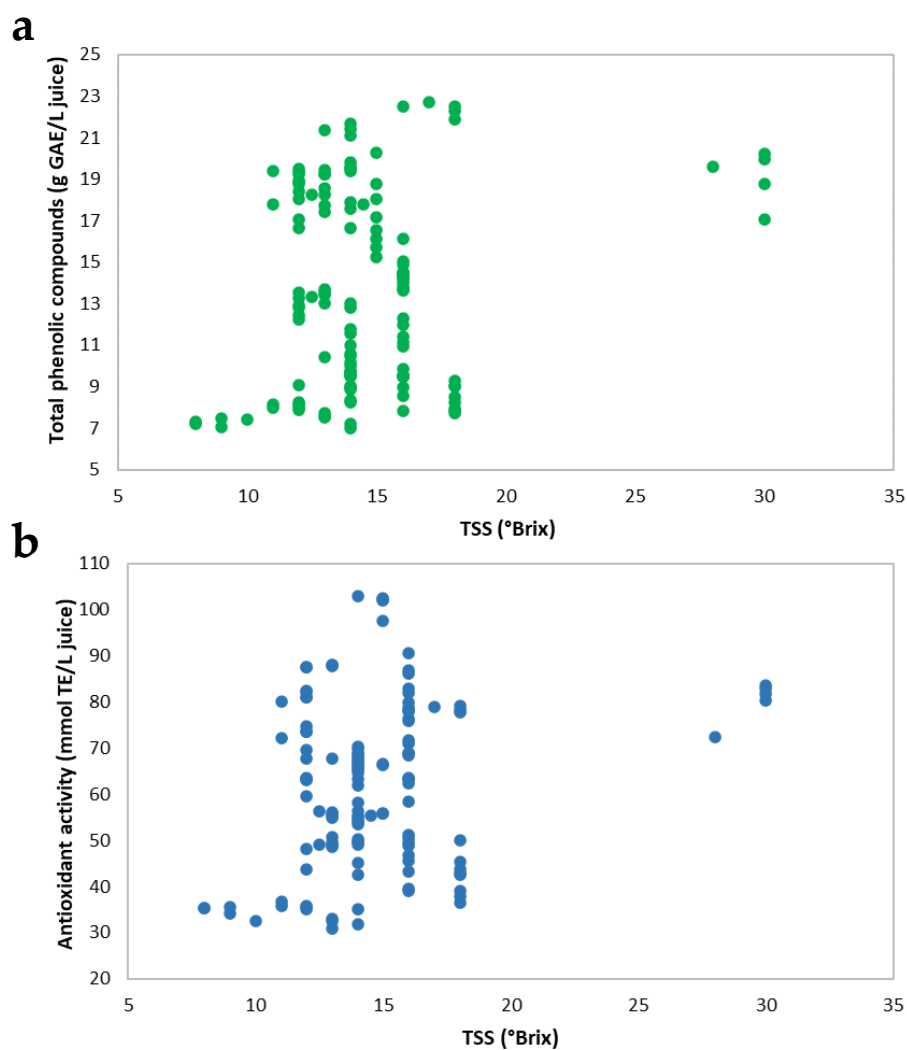 a
25
23
21
19
17
15
13
11
9
7
5
Total phenolic compounds (g GAE/L juice)
5 10 15 20 25 30 35
TSS (°Brix)
b
110
100
90
80
70
60
50
40
30
20
Antioxidant activity (mmol TE/L juice)
5 10 15 20 25 30 35
TSS (°Brix)